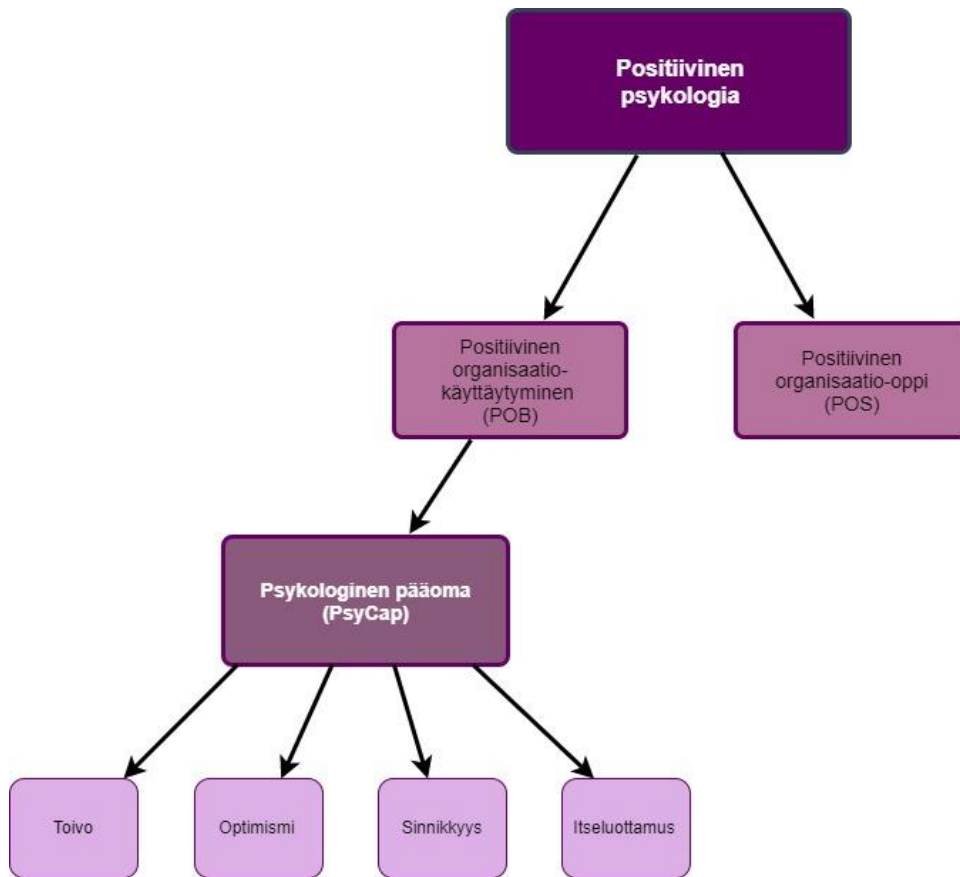 Positiivinen
psykologia
Positiivinen
organisaatio-
käyttäytyminen
(POB)
Positiivinen
organisaatio-oppi
(POS)
Psykologinen pääoma
(PsyCap)
Toivo
Optimismi
Sinnikkyys
Itseluottamus